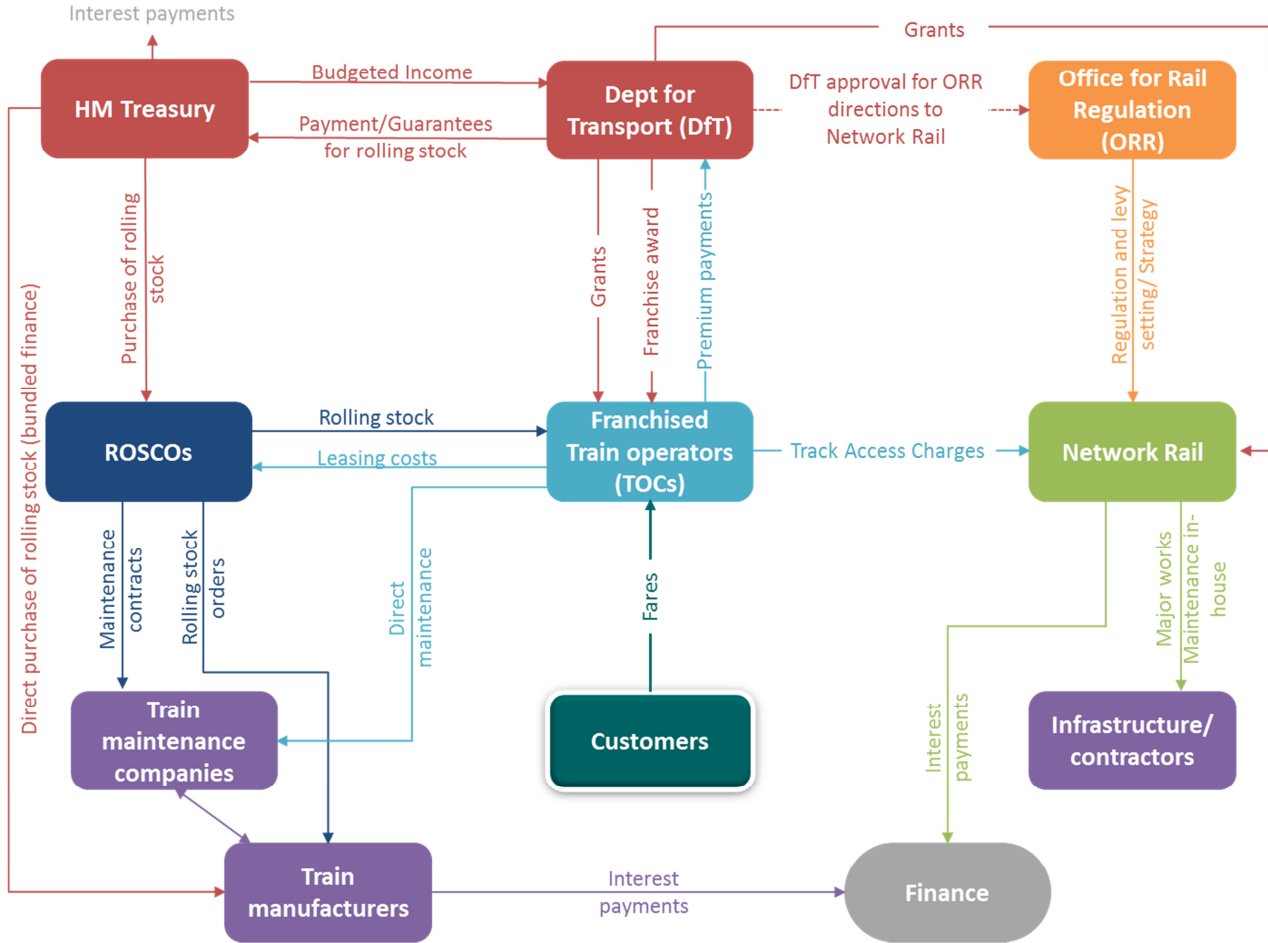 Interest payments
Grants
HM Treasury
Budgeted Income
Payment/Guarantees
for rolling stock
Dept for
Transport (DfT)
DfT approval for ORR
directions to
Network Rail
Office for Rail
Regulation
(ORR)
Purchase of rolling
stock
Grants
Franchise award
Premium payments
Regulation and levy
setting/ Strategy
Direct purchase of rolling stock (bundled finance)
ROSCOs
Rolling stock
Leasing costs
Franchised
Train operators
(TOCs)
Track Access Charges
Network Rail
Maintenance
contracts
Rolling stock
orders
Direct
maintenance
Fares
Major works
Maintenance in-
house
Train
maintenance
companies
Customers
Interest
payments
Infrastructure/
contractors
Train
manufacturers
Interest
payments
Finance